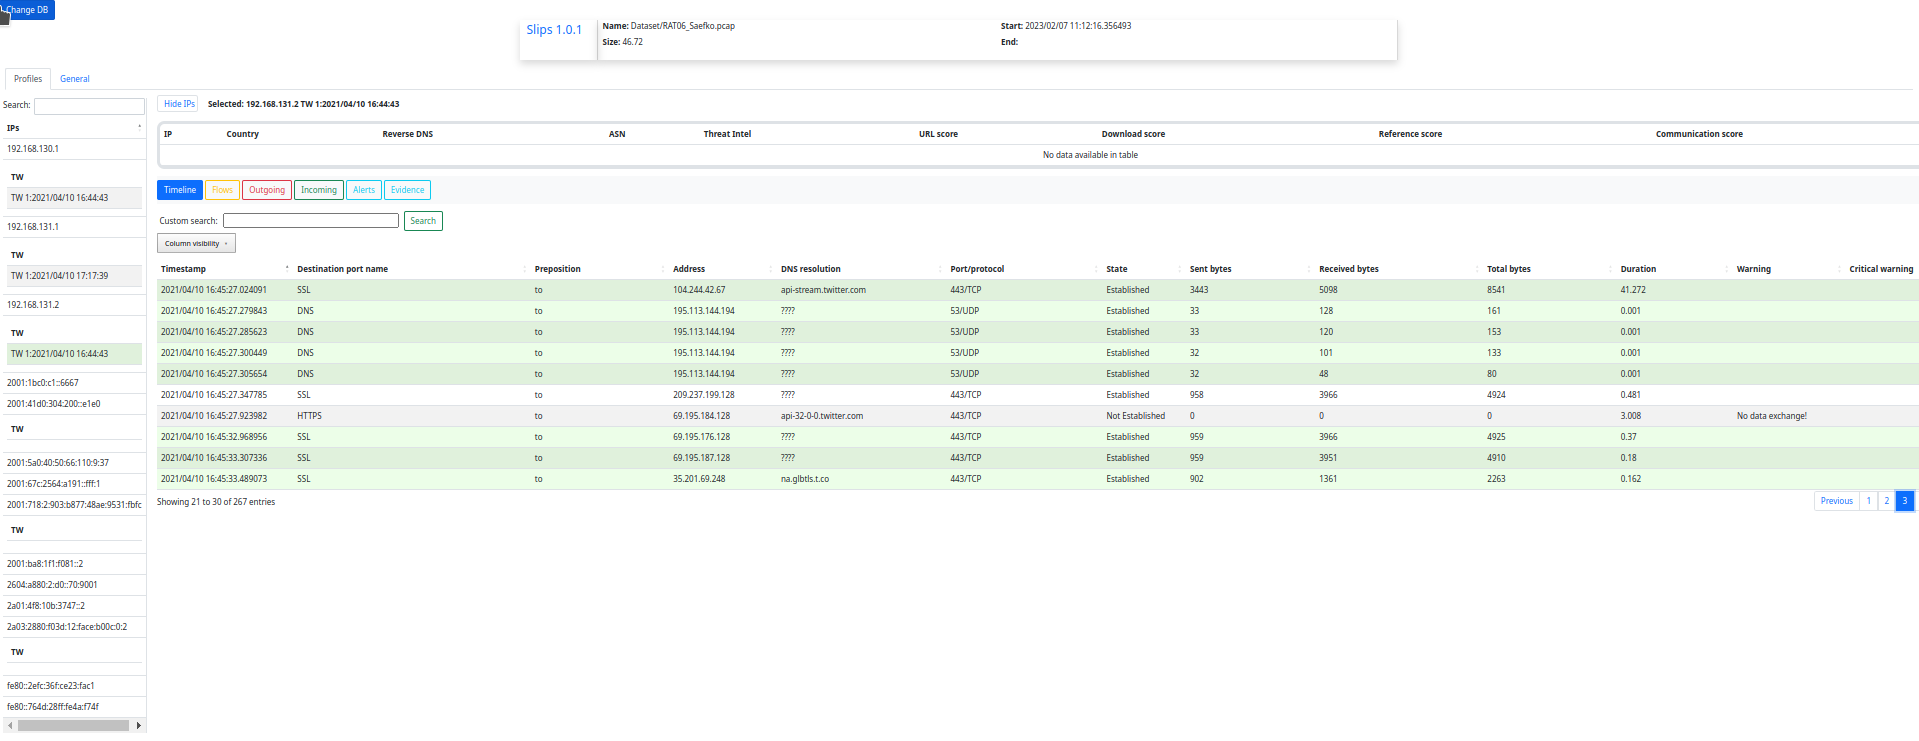 Change DB
Slips 1.0.1
Name: Dataset/RAT06_Saefko.pcap
Size: 46.72
Start: 2023/02/07 11:12:16.356493
End:
Profiles General
Search:
IPs
192.168.130.1
TW
TW 1:2021/04/10 16:44:43
192.168.131.1
TW
TW 1:2021/04/10 17:17:39
192.168.131.2
TW
TW 1:2021/04/10 16:44:43
2001:1bc0:c1::6667
2001:41d0:304:200::e1e0
TW
2001:5a0:40:50:66:110:9:37
2001:67c:2564:a191::fff:1
2001:718:2:903:b877:48ae:9531:fbfc
TW
2001:ba8:1f1:f081::2
2604:a880:2:d0::70:9001
2a01:4f8:10b:3747::2
2a03:2880:f03d:12:face:b00c:0:2
TW
fe80::2efc:36f:ce23:fac1
fe80::764d:28ff:fe4a:f74f
Hide IPs Selected: 192.168.131.2 TW 1:2021/04/10 16:44:43
IP Country Reverse DNS ASN Threat Intel URL score Download score Reference score Communication score
No data available in table
Timeline Flows Outgoing Incoming Alerts Evidence
Custom search: Search
Column visibility
Timestamp Destination port name Preposition Address DNS resolution Port/protocol State Sent bytes Received bytes Total bytes Duration Warning Critical warning
2021/04/10 16:45:27.024091 SSL to 104.244.42.67 api-stream.twitter.com 443/TCP Established 3443 5098 8541 41.272
2021/04/10 16:45:27.279843 DNS to 195.113.144.194 ???? 53/UDP Established 33 128 161 0.001
2021/04/10 16:45:27.285623 DNS to 195.113.144.194 ???? 53/UDP Established 33 120 153 0.001
2021/04/10 16:45:27.300449 DNS to 195.113.144.194 ???? 53/UDP Established 32 101 133 0.001
2021/04/10 16:45:27.305654 DNS to 195.113.144.194 ???? 53/UDP Established 32 48 80 0.001
2021/04/10 16:45:27.347785 SSL to 209.237.199.128 ???? 443/TCP Established 958 3966 4924 0.481
2021/04/10 16:45:27.923982 HTTPS to 69.195.184.128 api-32-0-0.twitter.com 443/TCP Not Established 0 0 0 3.008 No data exchange!
2021/04/10 16:45:32.968956 SSL to 69.195.176.128 ???? 443/TCP Established 959 3966 4925 0.37
2021/04/10 16:45:33.307336 SSL to 69.195.187.128 ???? 443/TCP Established 959 3951 4910 0.18
2021/04/10 16:45:33.489073 SSL to 35.201.69.248 na.glbtls.t.co 443/TCP Established 902 1361 2263 0.162
Showing 21 to 30 of 267 entries
Previous 1 2 3